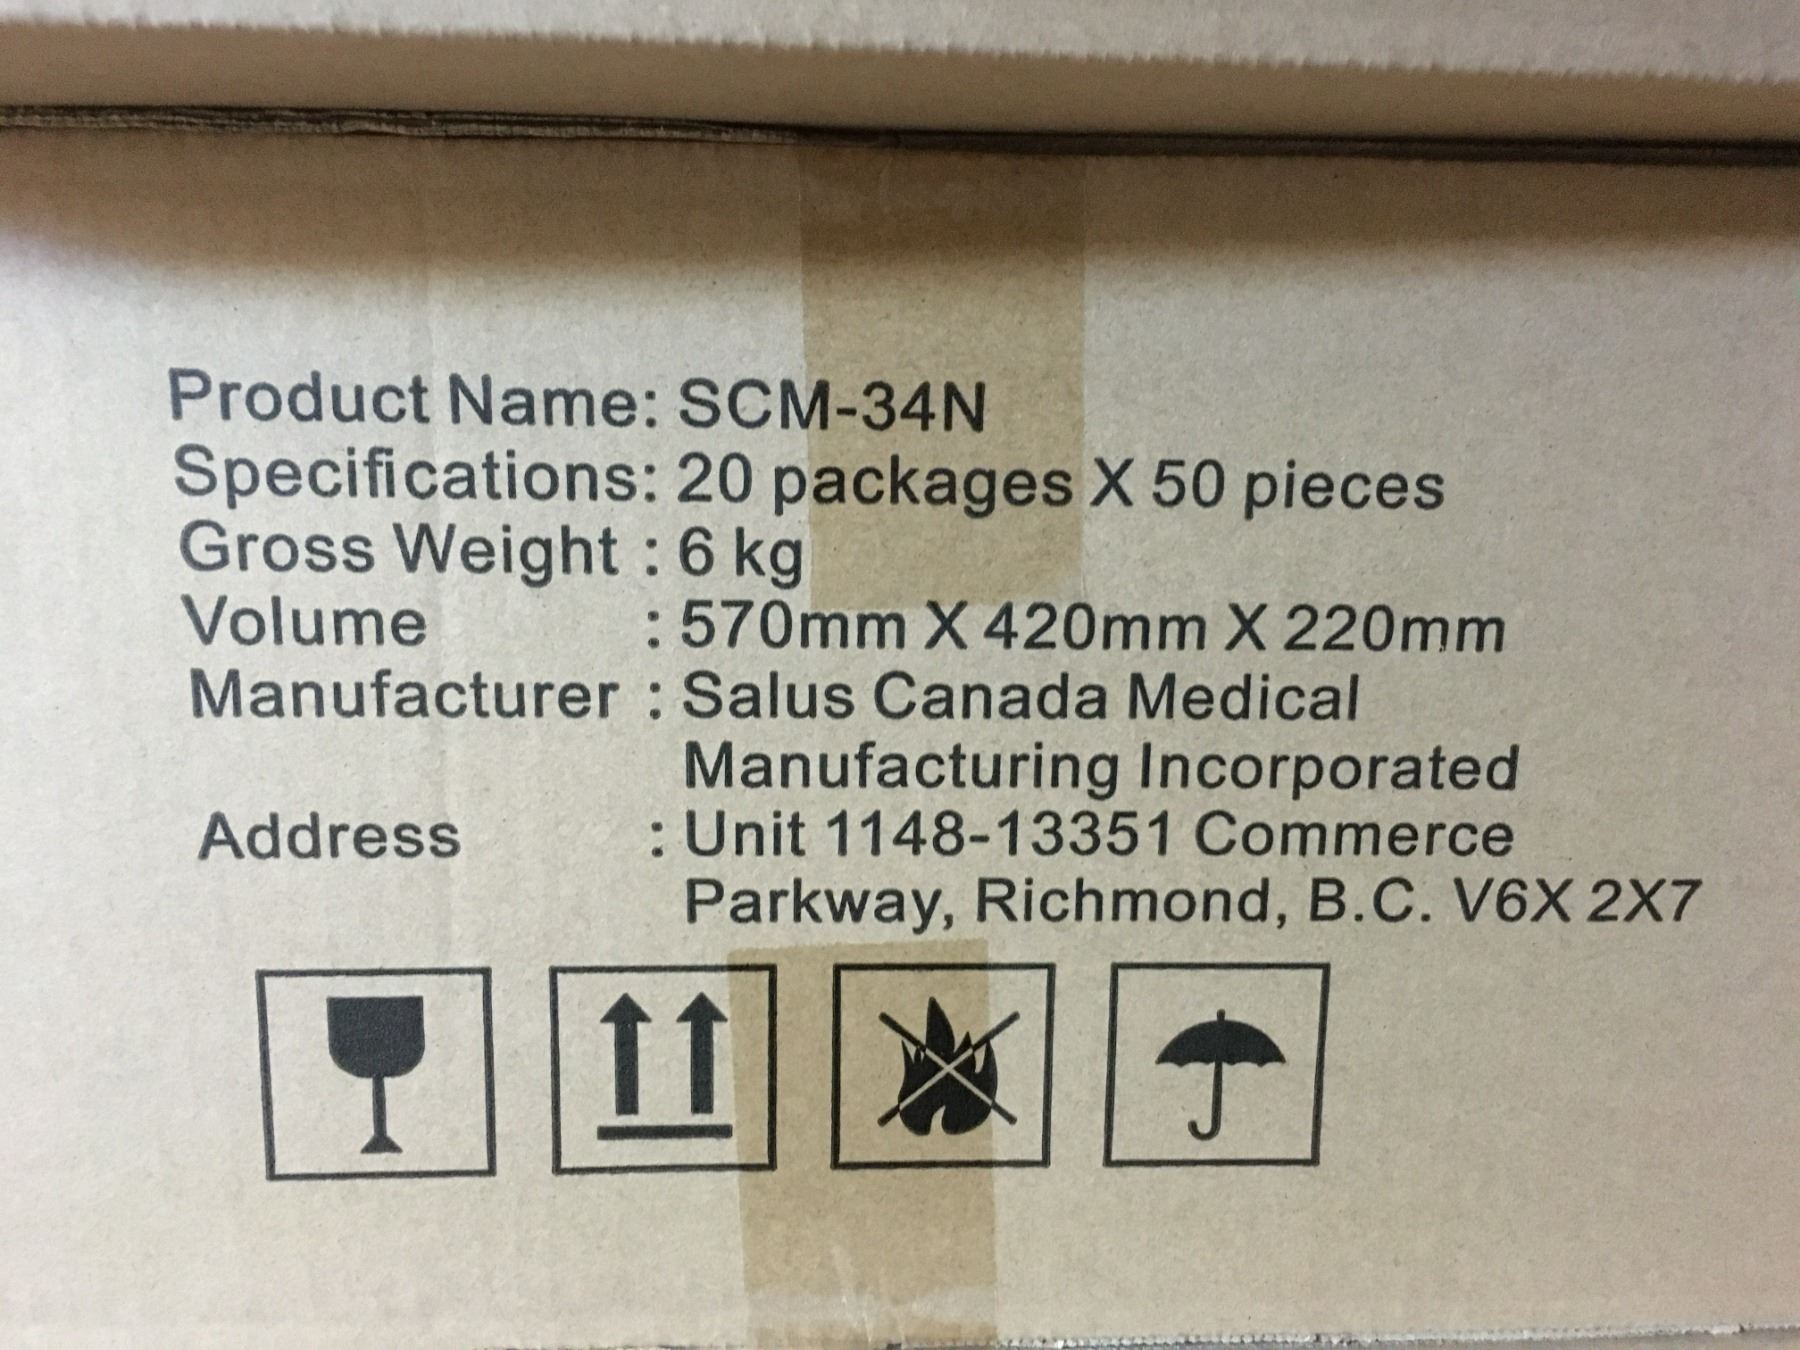 Product Name: SCM-34N
Specifications: 20 packages X 50 pieces
Gross Weight : 6 kg
Volume : 570mm X 420mm X 220mm
Manufacturer : Salus Canada Medical
Manufacturing Incorporated
Address : Unit 1148-13351 Commerce
Parkway, Richmond, B.C. V6X 2X7